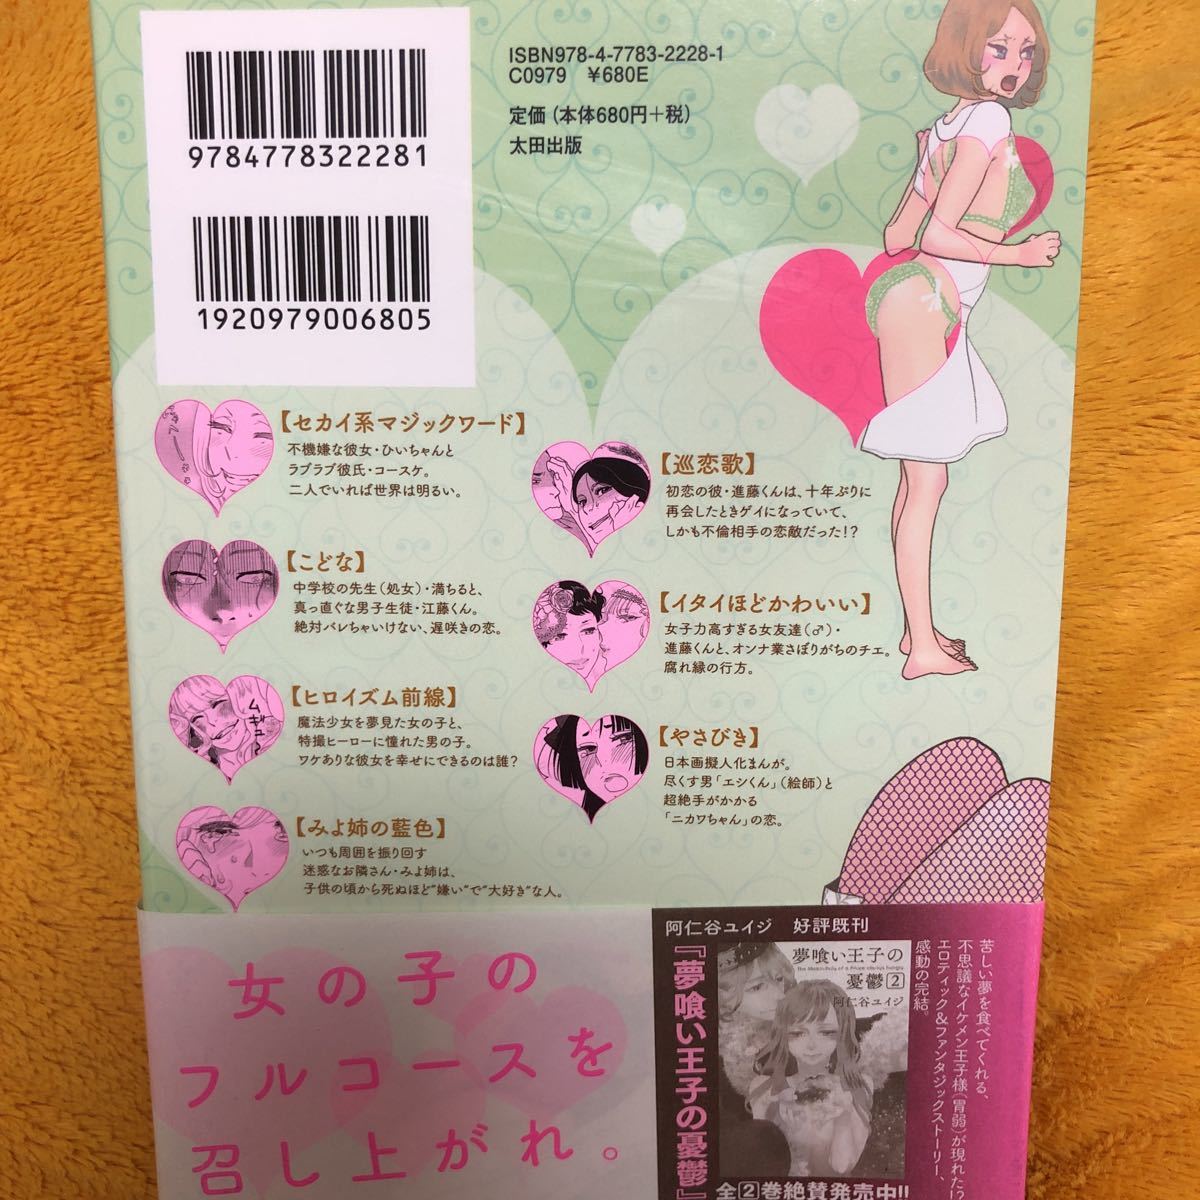 9784778322281
1920979006805
ISBN978-4-7783-2228-1
C0979 ¥680E
定価（本体680円＋税）
太田出版
【セカイ系マジックワード】
不機嫌な彼女・ひいちゃんと
ラブラブ彼氏・コースケ。
二人でいれば世界は明るい。
【こどな】
中学校の先生（処女）・満ちると、
真っ直ぐな男子生徒・江藤くん。
絶対バレちゃいけない、遅咲きの恋。
【ヒロイズム前線】
魔法少女を夢見た女の子と、
特撮ヒーローに憧れた男の子。
ワケありな彼女を幸せにできるのは誰？
ムギュ〜
【みよ姉の藍色】
いつも周囲を振り回す
迷惑なお隣さん・みよ姉は、
子供の頃から死ぬほど“嫌い”で“大好き”な人。
【巡恋歌】
初恋の彼・進藤くんは、十年ぶりに
再会したときゲイになっていて、
しかも不倫相手の恋敵だった！？
【イタイほどかわいい】
女子力高すぎる女友達（♂）・
進藤くんと、オンナ業さぼりがちのチエ。
腐れ縁の行方。
【やさびき】
日本画擬人化まんが。
尽くす男「エシくん」（絵師）と
超絶手がかかる
「ニカワちゃん」の恋。
女の子の
フルコースを
召し上がれ。
阿仁谷ユイジ 好評既刊
『夢喰い王子の憂鬱』
夢喰い王子の
憂鬱2
阿仁谷ユイジ
苦しい夢を食べてくれる、
不思議なイケメン王子様（胃弱）が現れた！？
エロティック＆ファンタジックストーリー、
感動の完結。
全2巻絶賛発売中!!